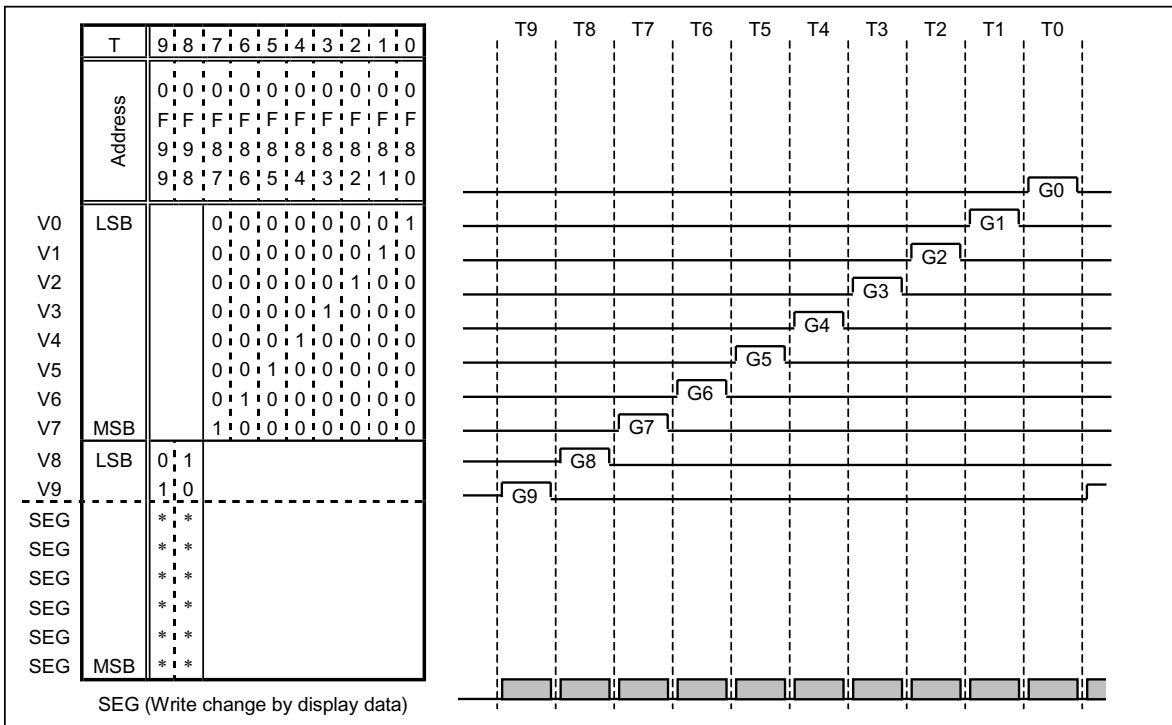 T 9 8 7 6 5 4 3 2 1 0
Address
0 0 0 0 0 0 0 0 0 0
F F F F F F F F F F
9 9 8 8 8 8 8 8 8 8
9 8 7 6 5 4 3 2 1 0
V0 LSB 0 0 0 0 0 0 0 1
V1 0 0 0 0 0 0 1 0
V2 0 0 0 0 0 1 0 0
V3 0 0 0 0 1 0 0 0
V4 0 0 0 1 0 0 0 0
V5 0 0 1 0 0 0 0 0
V6 0 1 0 0 0 0 0 0
V7 MSB 1 0 0 0 0 0 0 0
V8 LSB 0 1
V9 1 0
SEG * *
SEG * *
SEG * *
SEG * *
SEG * *
SEG MSB * *
SEG (Write change by display data)
T9 T8 T7 T6 T5 T4 T3 T2 T1 T0
G0
G1
G2
G3
G4
G5
G6
G7
G8
G9